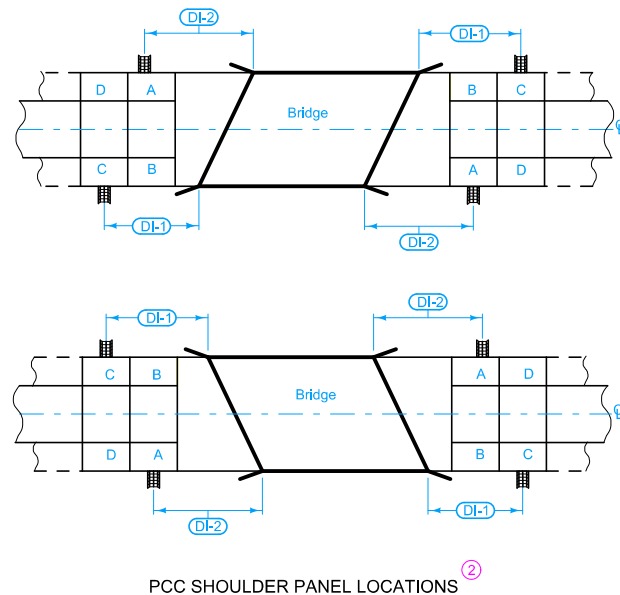 DI-2 DI-1
D A B C
Bridge
℄
C B A D
DI-1 DI-2
DI-1 DI-2
C B A D
Bridge
℄
D A B C
DI-2 DI-1
2
PCC SHOULDER PANEL LOCATIONS